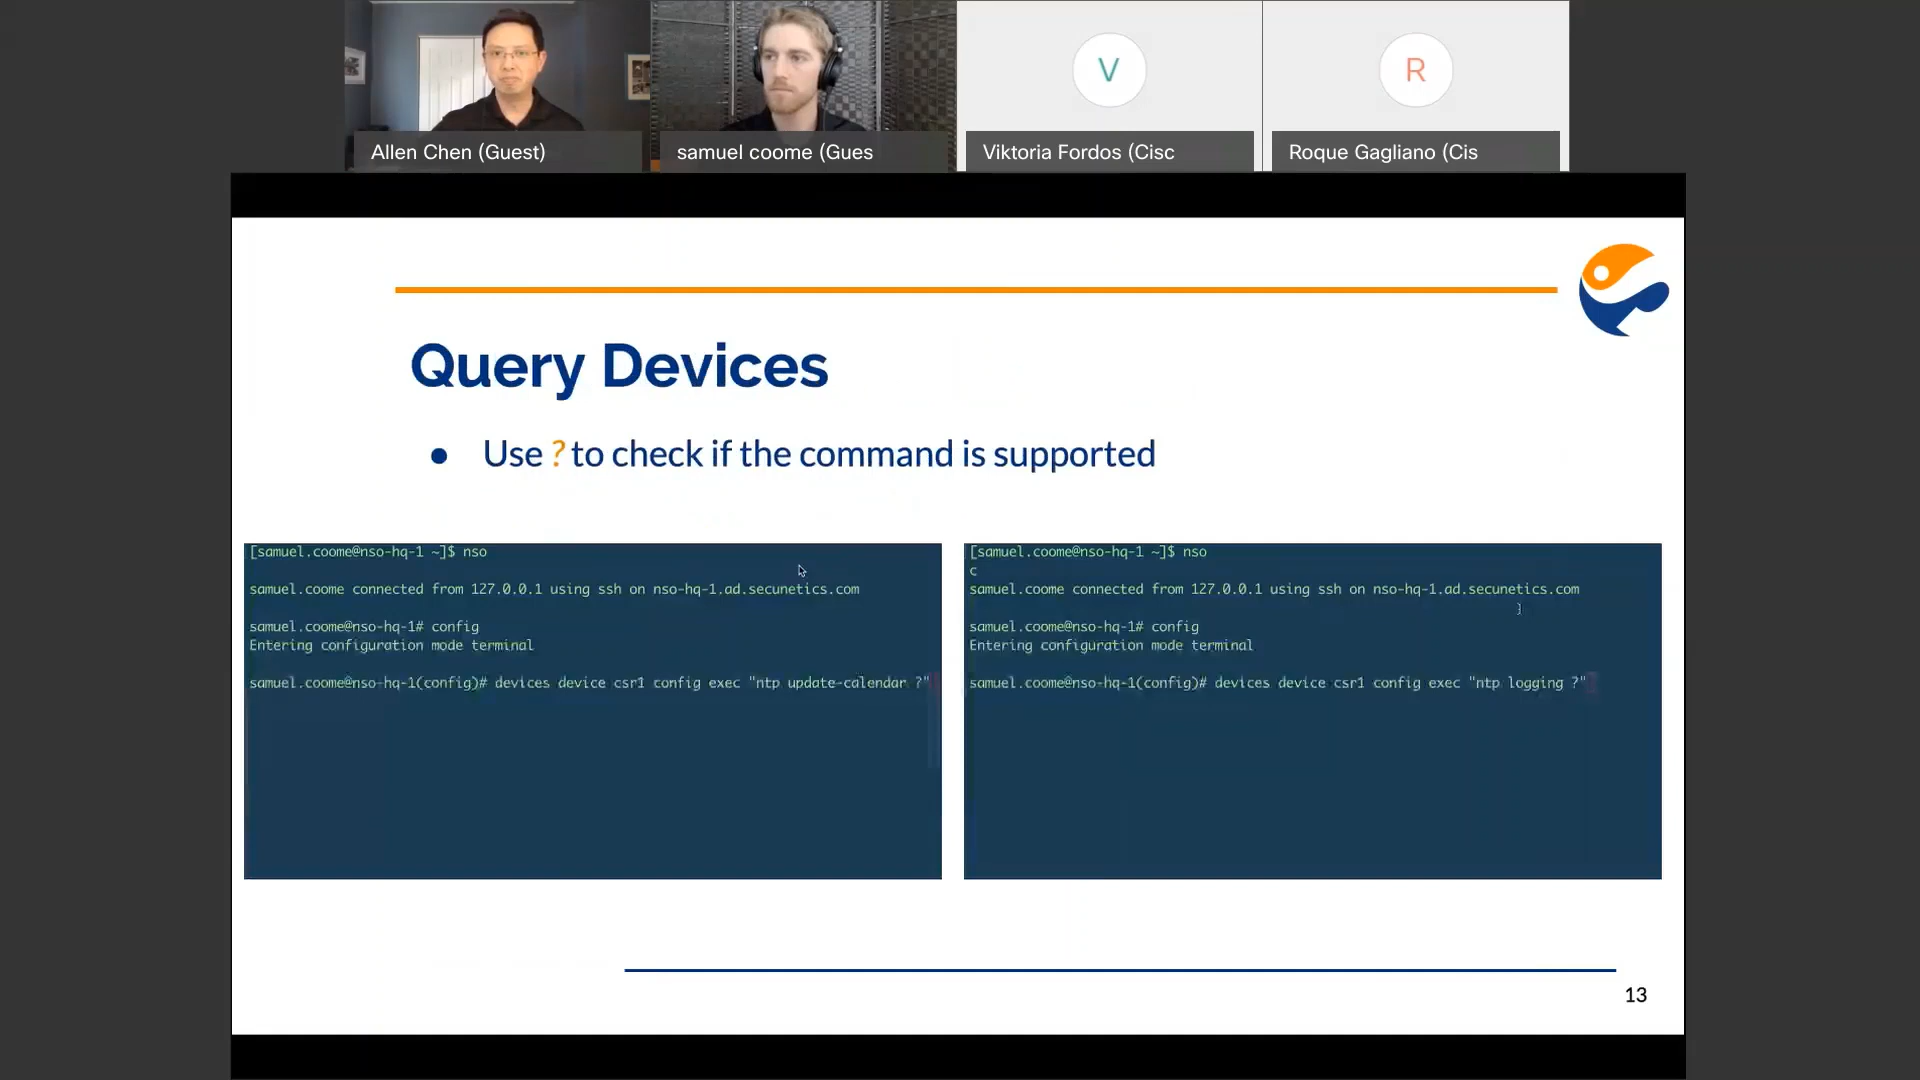 V
R
Allen Chen (Guest)
samuel coome (Gues
Viktoria Fordos (Cisc
Roque Gagliano (Cis
Query Devices
● Use ? to check if the command is supported
[samuel.coome@nso-hq-1 ~]$ nso
samuel.coome connected from 127.0.0.1 using ssh on nso-hq-1.ad.secunetics.com
samuel.coome@nso-hq-1# config
Entering configuration mode terminal
samuel.coome@nso-hq-1(config)# devices device csr1 config exec "ntp update-calendar ?"
[samuel.coome@nso-hq-1 ~]$ nso
c
samuel.coome connected from 127.0.0.1 using ssh on nso-hq-1.ad.secunetics.com
samuel.coome@nso-hq-1# config
Entering configuration mode terminal
samuel.coome@nso-hq-1(config)# devices device csr1 config exec "ntp logging ?"
13